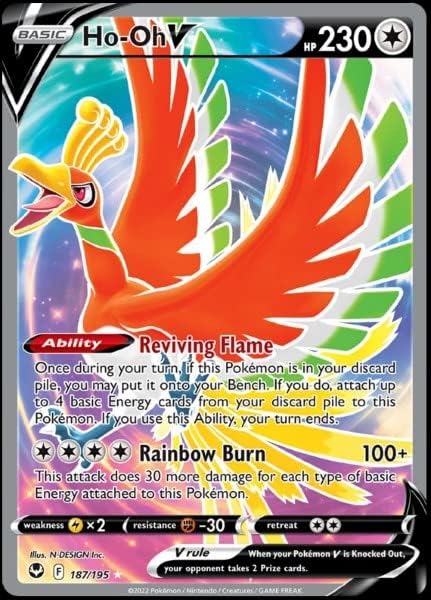 BASIC Ho-Oh V HP 230
Ability Reviving Flame
Once during your turn, if this Pokémon is in your discard
pile, you may put it onto your Bench. If you do, attach up
to 4 basic Energy cards from your discard pile to this
Pokémon. If you use this Ability, your turn ends.
Rainbow Burn 100+
This attack does 30 more damage for each type of basic
Energy attached to this Pokémon.
weakness ×2 resistance -30 retreat
Illus. N-DESIGN Inc.
V rule When your Pokémon V is Knocked Out,
your opponent takes 2 Prize cards.
F 187/195
©2022 Pokémon / Nintendo / Creatures / GAME FREAK